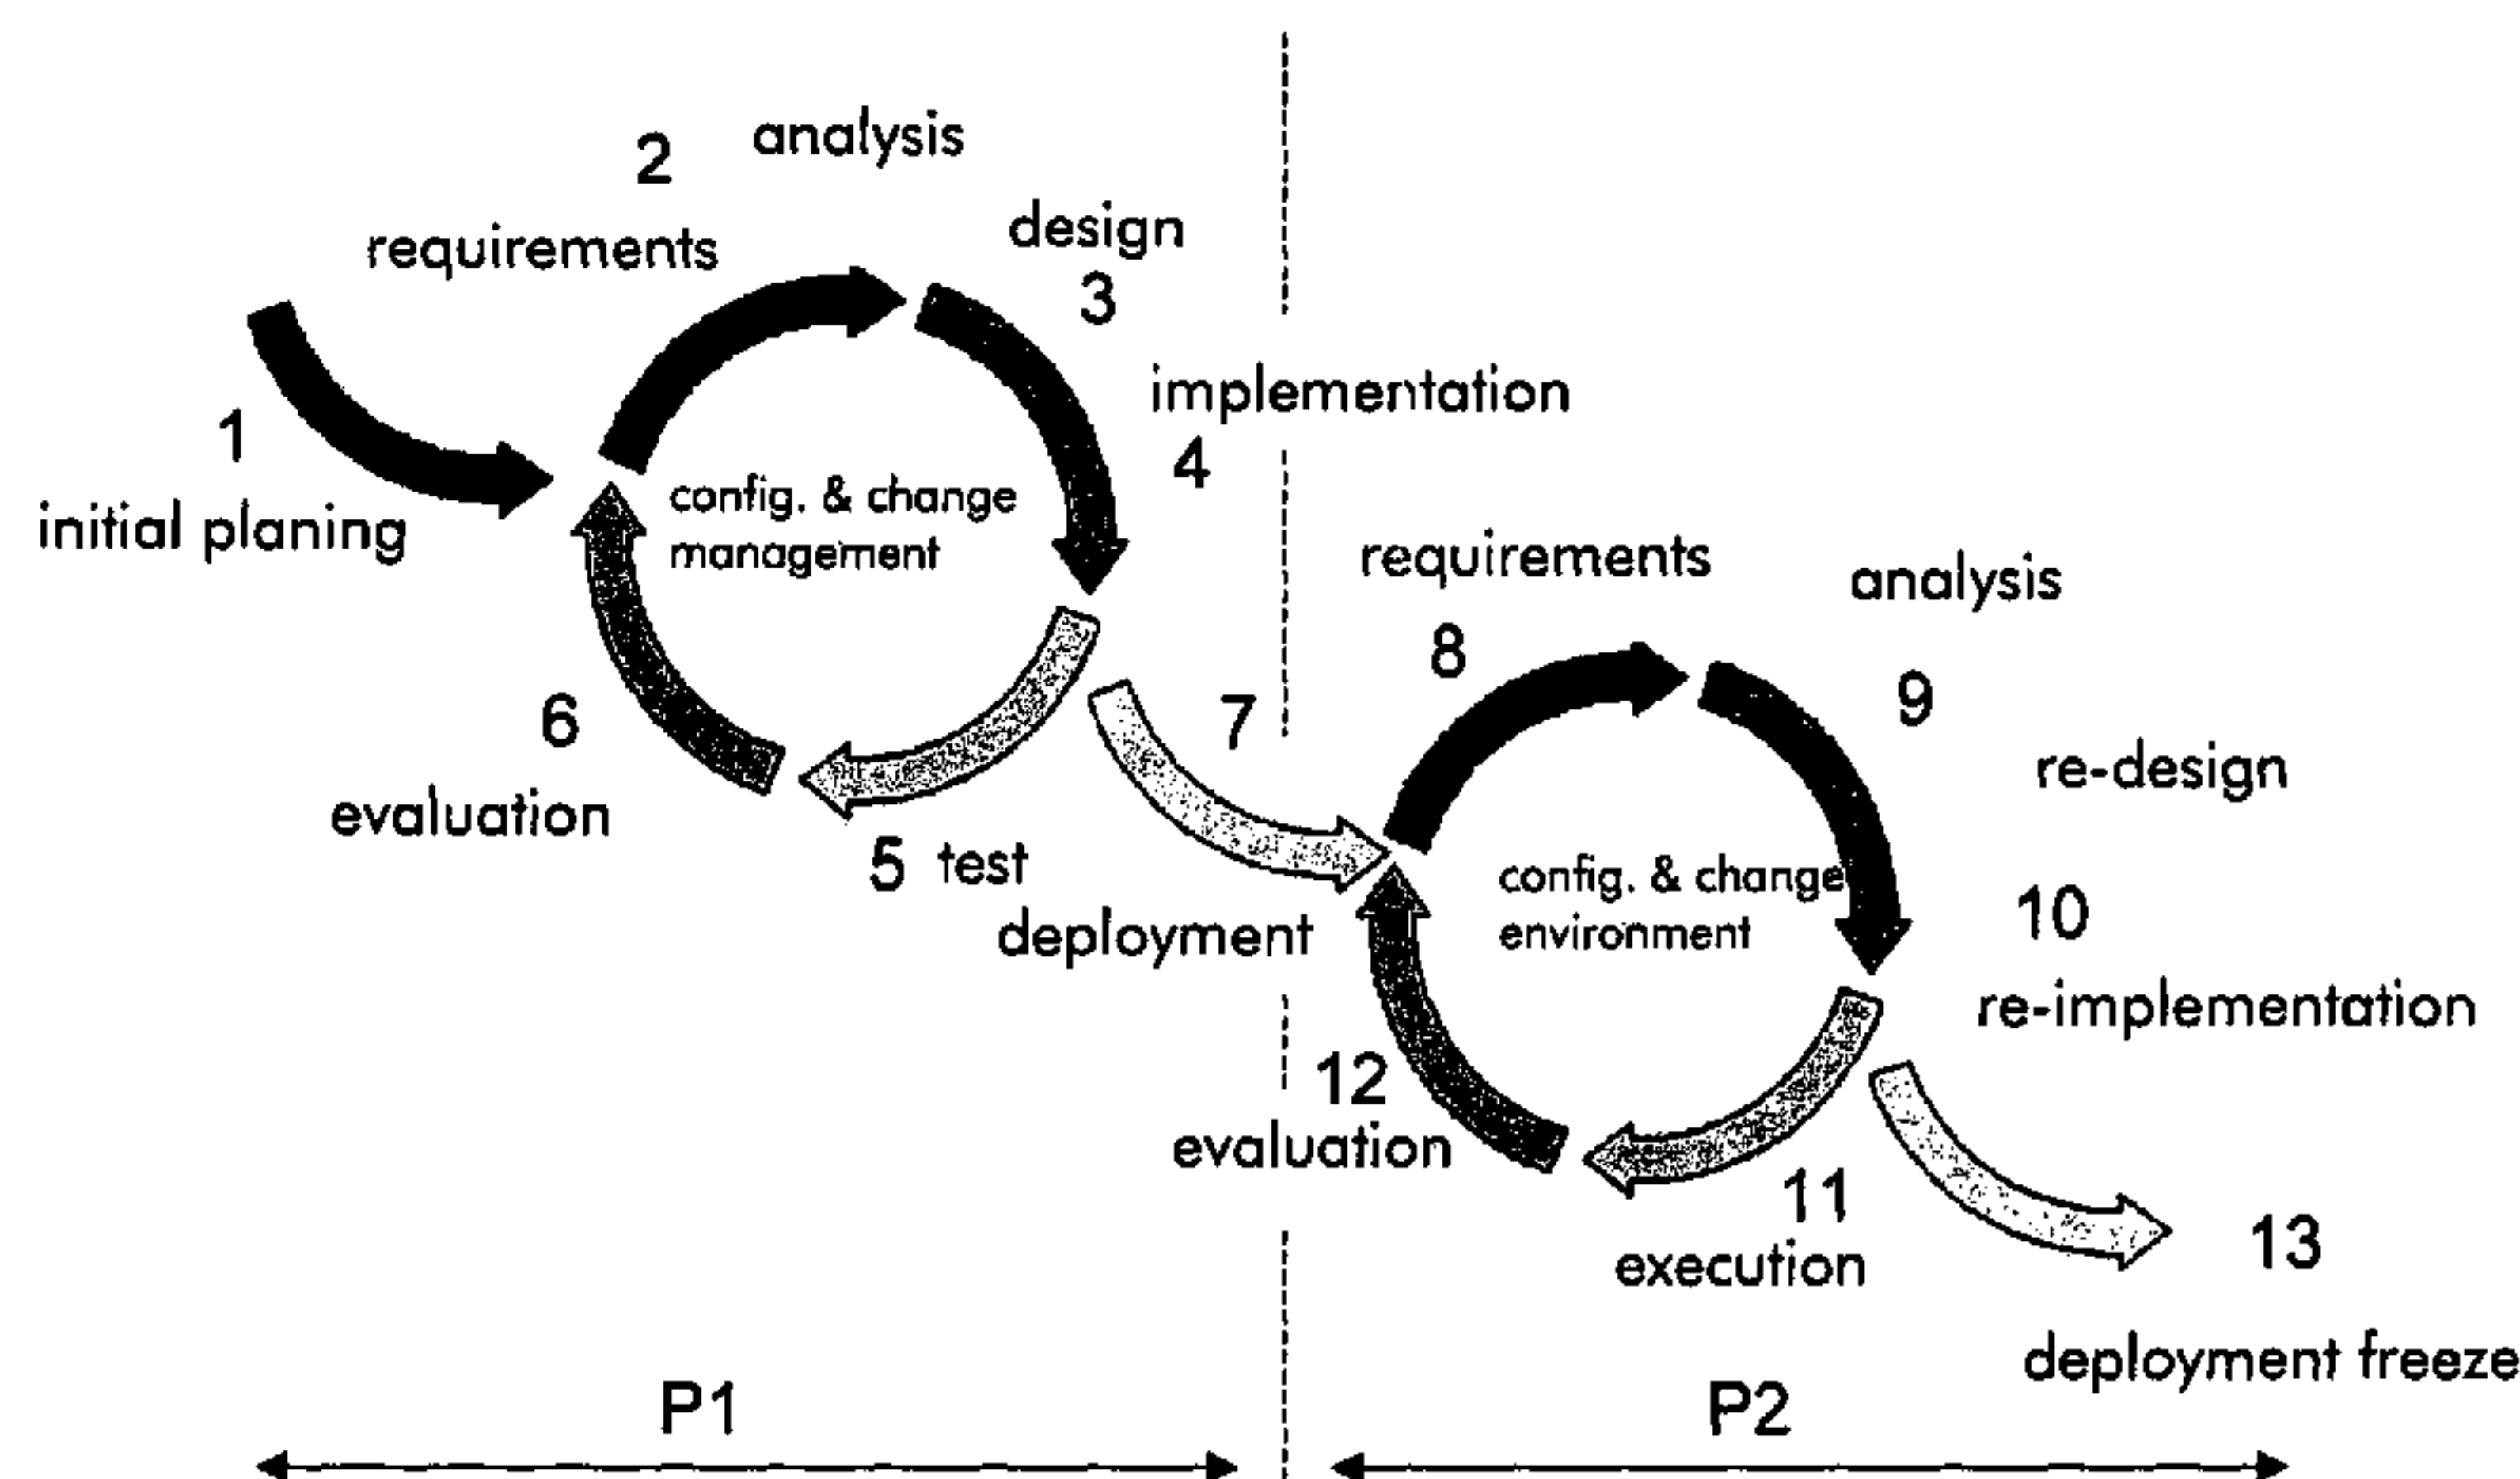 2 analysis
requirements
design
3
1
initial planing
implementation
4
config. & change
management
6
evaluation
5 test
7
deployment
requirements
8
analysis
9
re-design
config. & change
environment
10
re-implementation
12
evaluation
11
execution
13
deployment freeze
P1
P2